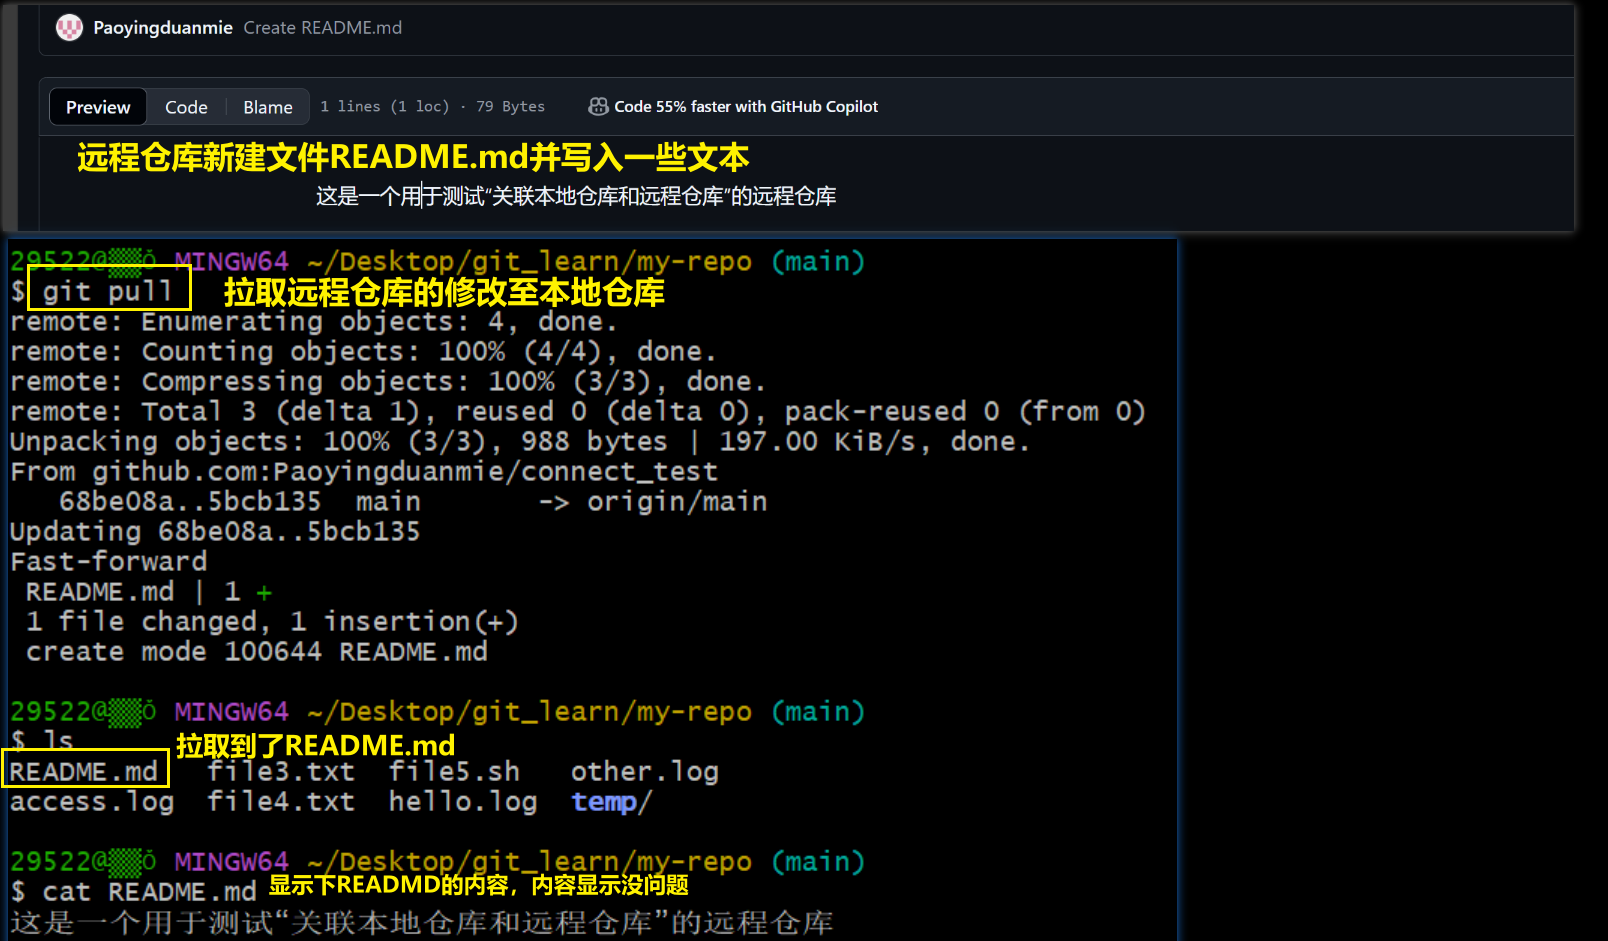 Paoyingduanmie Create README.md
Preview Code Blame 1 lines (1 loc) · 79 Bytes Code 55% faster with GitHub Copilot
远程仓库新建文件README.md并写入一些文本
这是一个用于测试“关联本地仓库和远程仓库”的远程仓库
29522@▒▒ǒ MINGW64 ~/Desktop/git_learn/my-repo (main)
$ git pull 拉取远程仓库的修改至本地仓库
remote: Enumerating objects: 4, done.
remote: Counting objects: 100% (4/4), done.
remote: Compressing objects: 100% (3/3), done.
remote: Total 3 (delta 1), reused 0 (delta 0), pack-reused 0 (from 0)
Unpacking objects: 100% (3/3), 988 bytes | 197.00 KiB/s, done.
From github.com:Paoyingduanmie/connect_test
68be08a..5bcb135 main -> origin/main
Updating 68be08a..5bcb135
Fast-forward
README.md | 1 +
1 file changed, 1 insertion(+)
create mode 100644 README.md
29522@▒▒ǒ MINGW64 ~/Desktop/git_learn/my-repo (main)
$ ls 拉取到了README.md
README.md file3.txt file5.sh other.log
access.log file4.txt hello.log temp/
29522@▒▒ǒ MINGW64 ~/Desktop/git_learn/my-repo (main)
$ cat README.md 显示下READMD的内容，内容显示没问题
这是一个用于测试“关联本地仓库和远程仓库”的远程仓库